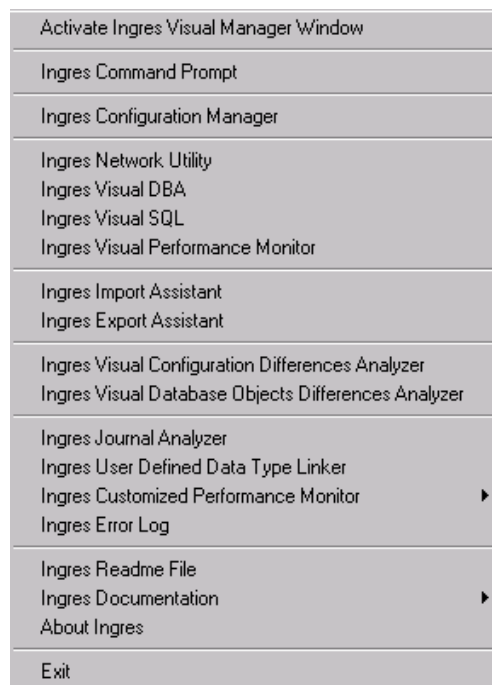 Activate Ingres Visual Manager Window
Ingres Command Prompt
Ingres Configuration Manager
Ingres Network Utility
Ingres Visual DBA
Ingres Visual SQL
Ingres Visual Performance Monitor
Ingres Import Assistant
Ingres Export Assistant
Ingres Visual Configuration Differences Analyzer
Ingres Visual Database Objects Differences Analyzer
Ingres Journal Analyzer
Ingres User Defined Data Type Linker
Ingres Customized Performance Monitor
Ingres Error Log
Ingres Readme File
Ingres Documentation
About Ingres
Exit